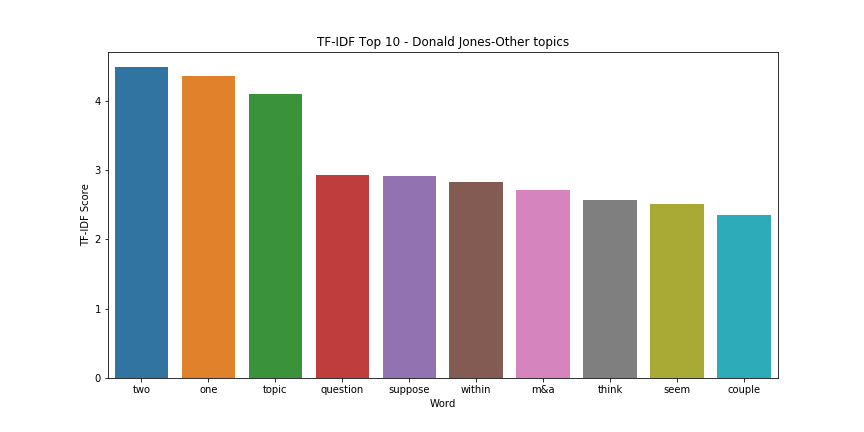 TF-IDF Top 10 - Donald Jones-Other topics
TF-IDF Score
4
3
2
1
0
two one topic question suppose within m&a think seem couple
Word